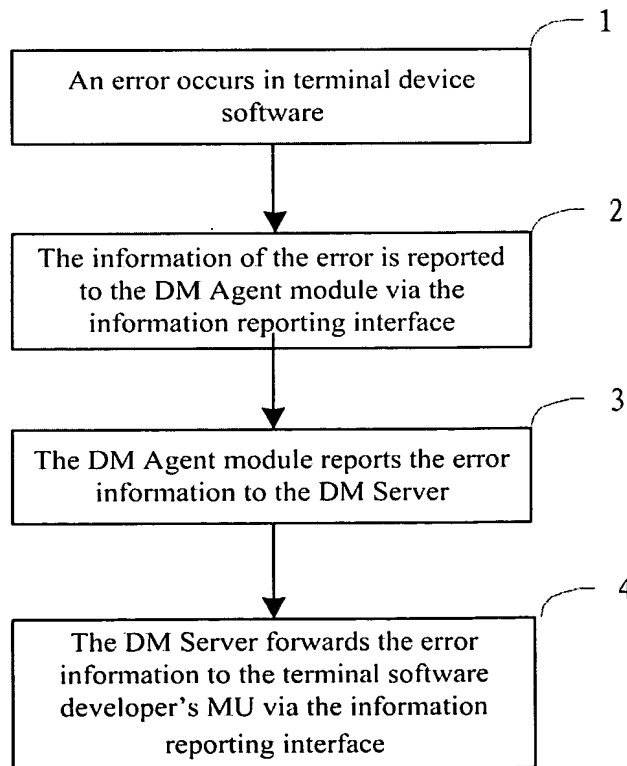 1
An error occurs in terminal device
software
2
The information of the error is reported
to the DM Agent module via the
information reporting interface
3
The DM Agent module reports the error
information to the DM Server
4
The DM Server forwards the error
information to the terminal software
developer's MU via the information
reporting interface